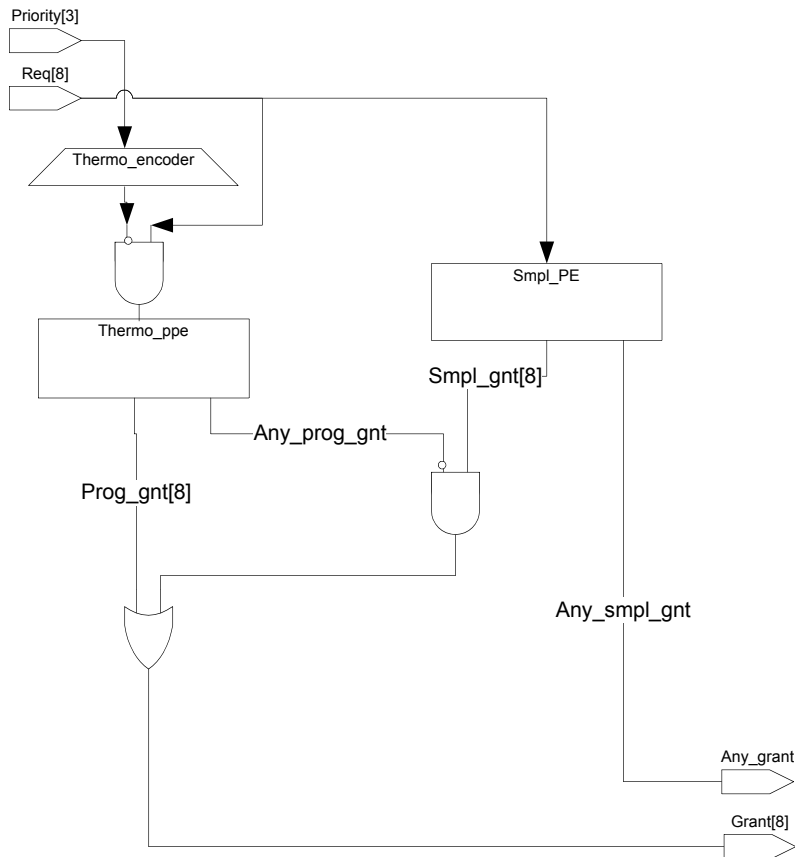 Priority[3]
Req[8]
Thermo_encoder
Smpl_PE
Thermo_ppe
Smpl_gnt[8]
Any_prog_gnt
Prog_gnt[8]
Any_smpl_gnt
Any_grant
Grant[8]